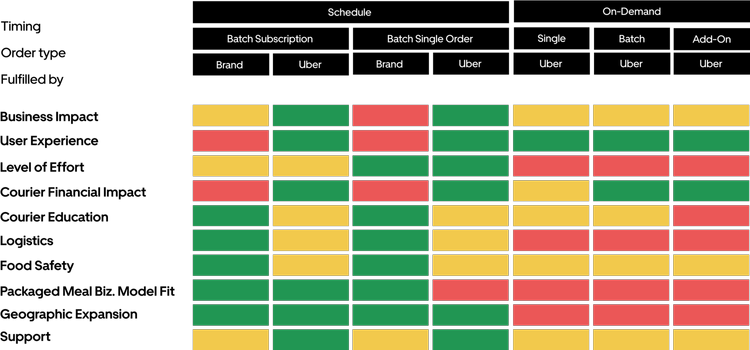 Schedule On-Demand
Timing
Batch Subscription Batch Single Order Single Batch Add-On
Order type
Brand Uber Brand Uber Uber Uber Uber
Fulfilled by
Business Impact
User Experience
Level of Effort
Courier Financial Impact
Courier Education
Logistics
Food Safety
Packaged Meal Biz. Model Fit
Geographic Expansion
Support